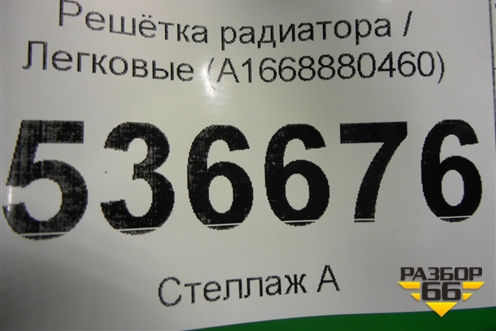 Решётка радиатора /
Легковые (A1668880460)
536676
Стеллаж А
РАЗБОР
66